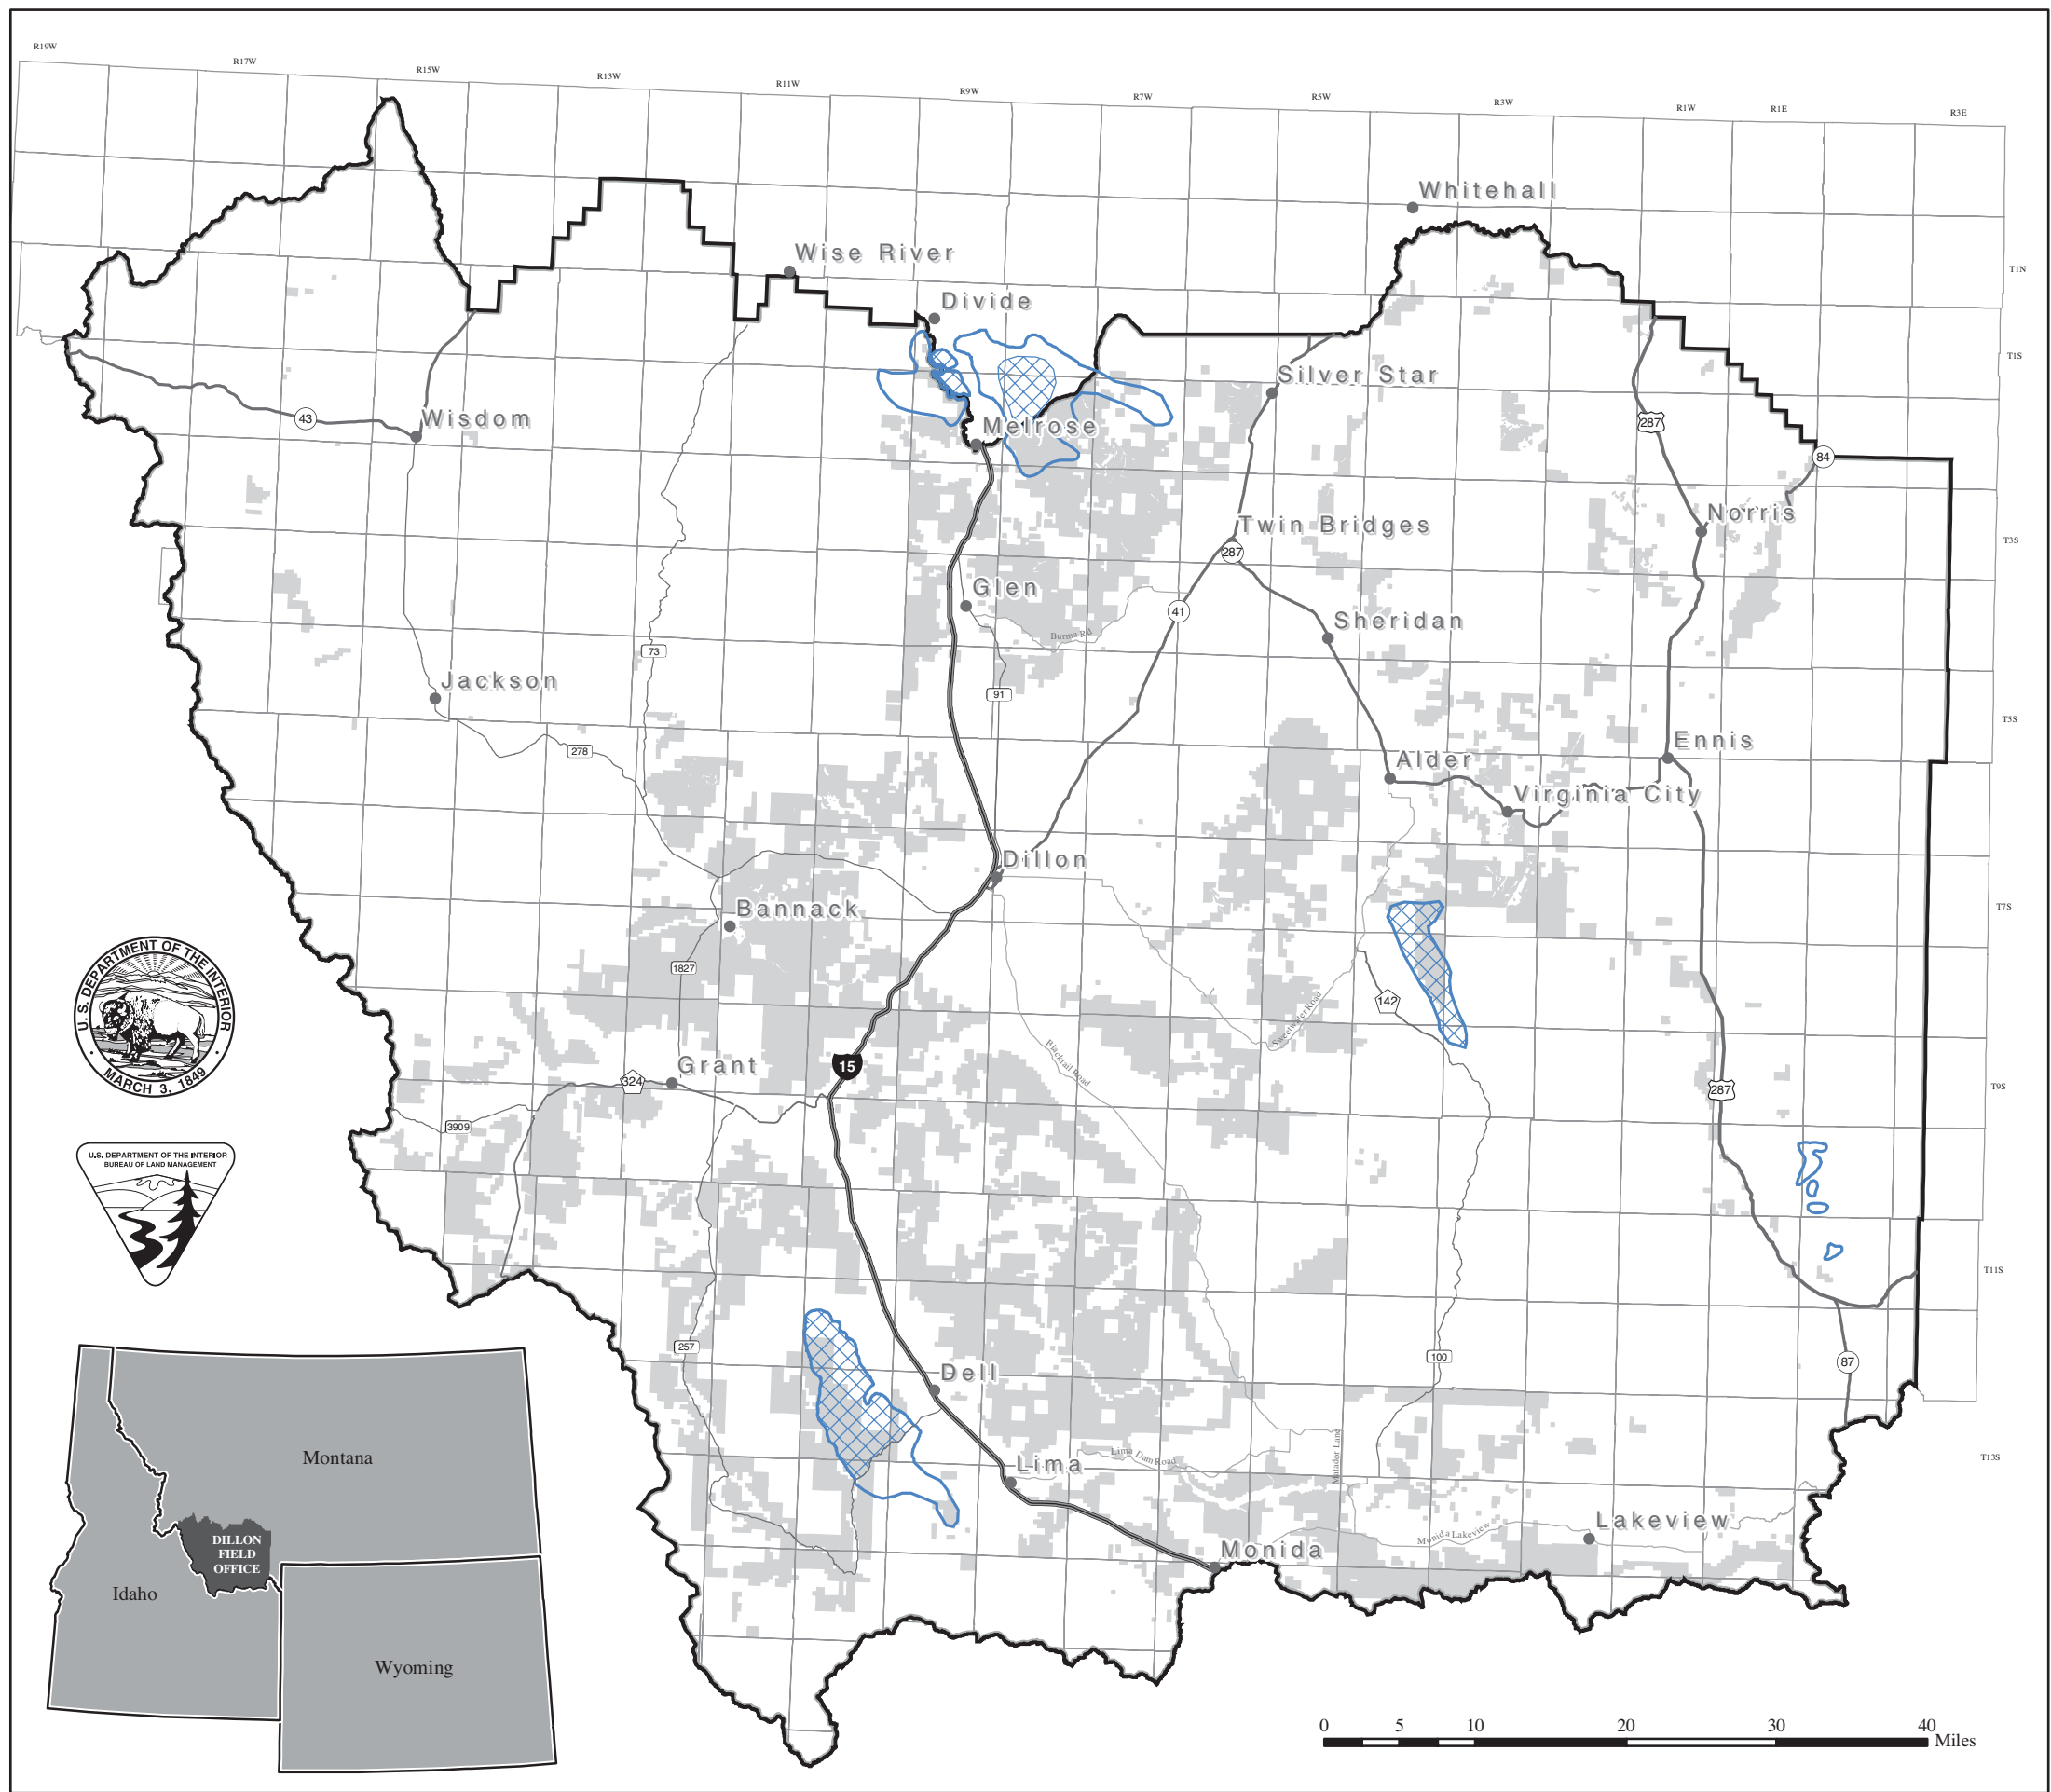 R19W
R17W
R15W
R13W
R11W
R9W
R7W
R5W
R3W
R1W
R1E
R3E
Whitehall
Wise River
T1N
Divide
T1S
Silver Star
43
Wisdom
Melrose
287
84
Norris
Twin Bridges
287
T3S
Glen
41
Sheridan
Burma Rd
73
Jackson
91
T5S
278
Ennis
Alder
Virginia City
Dillon
Bannack
T7S
1827
142
Sweetwater Road
Blacktail Road
U.S. DEPARTMENT OF THE INTERIOR
MARCH 3, 1849
Grant
15
324
287
T9S
3909
U.S. DEPARTMENT OF THE INTERIOR
BUREAU OF LAND MANAGEMENT
T11S
257
100
87
Dell
Lima Dam Road
Matador Lane
T13S
Lima
Montana
Lakeview
Monida Lakeview
Monida
DILLON
FIELD
OFFICE
Idaho
Wyoming
0 5 10 20 30 40
Miles